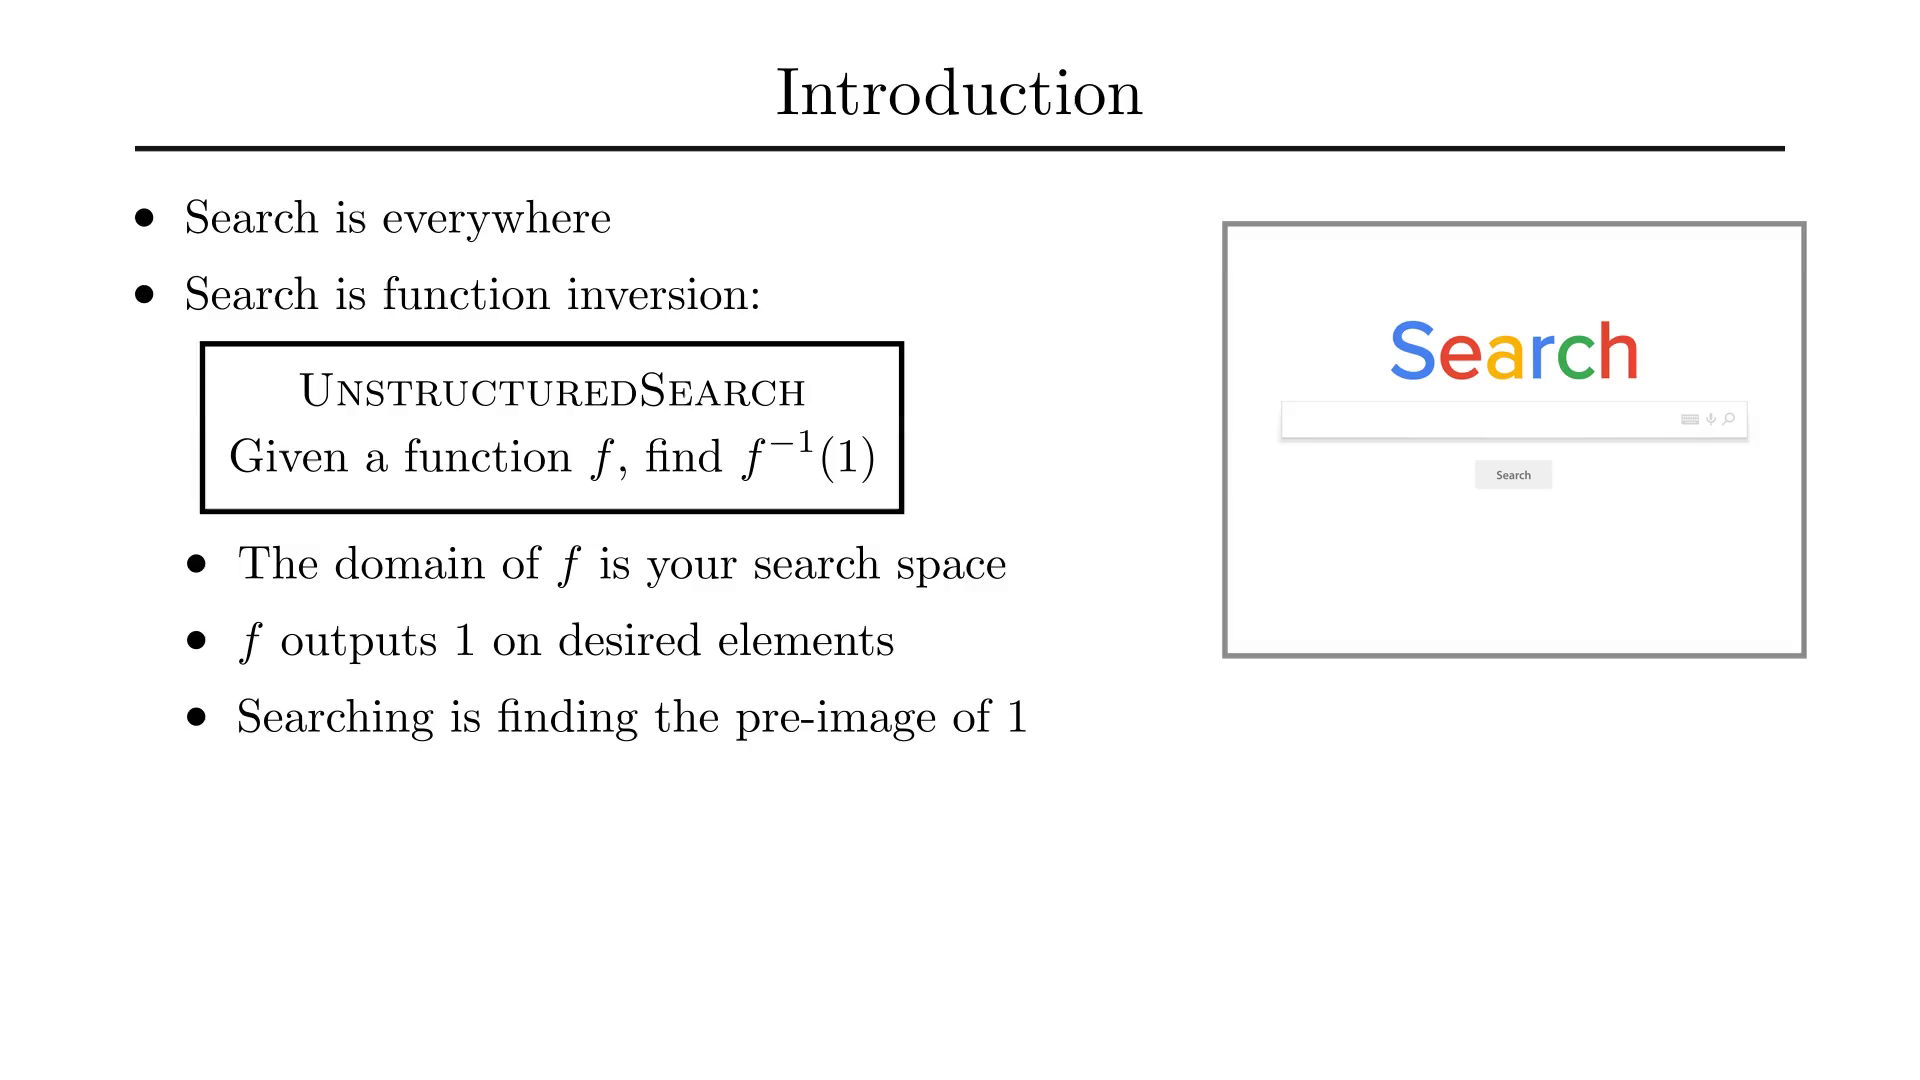 Introduction
• Search is everywhere
• Search is function inversion:
UNSTRUCTUREDSEARCH
Given a function f, find f⁻¹(1)
• The domain of f is your search space
• f outputs 1 on desired elements
• Searching is finding the pre-image of 1
Search
Search